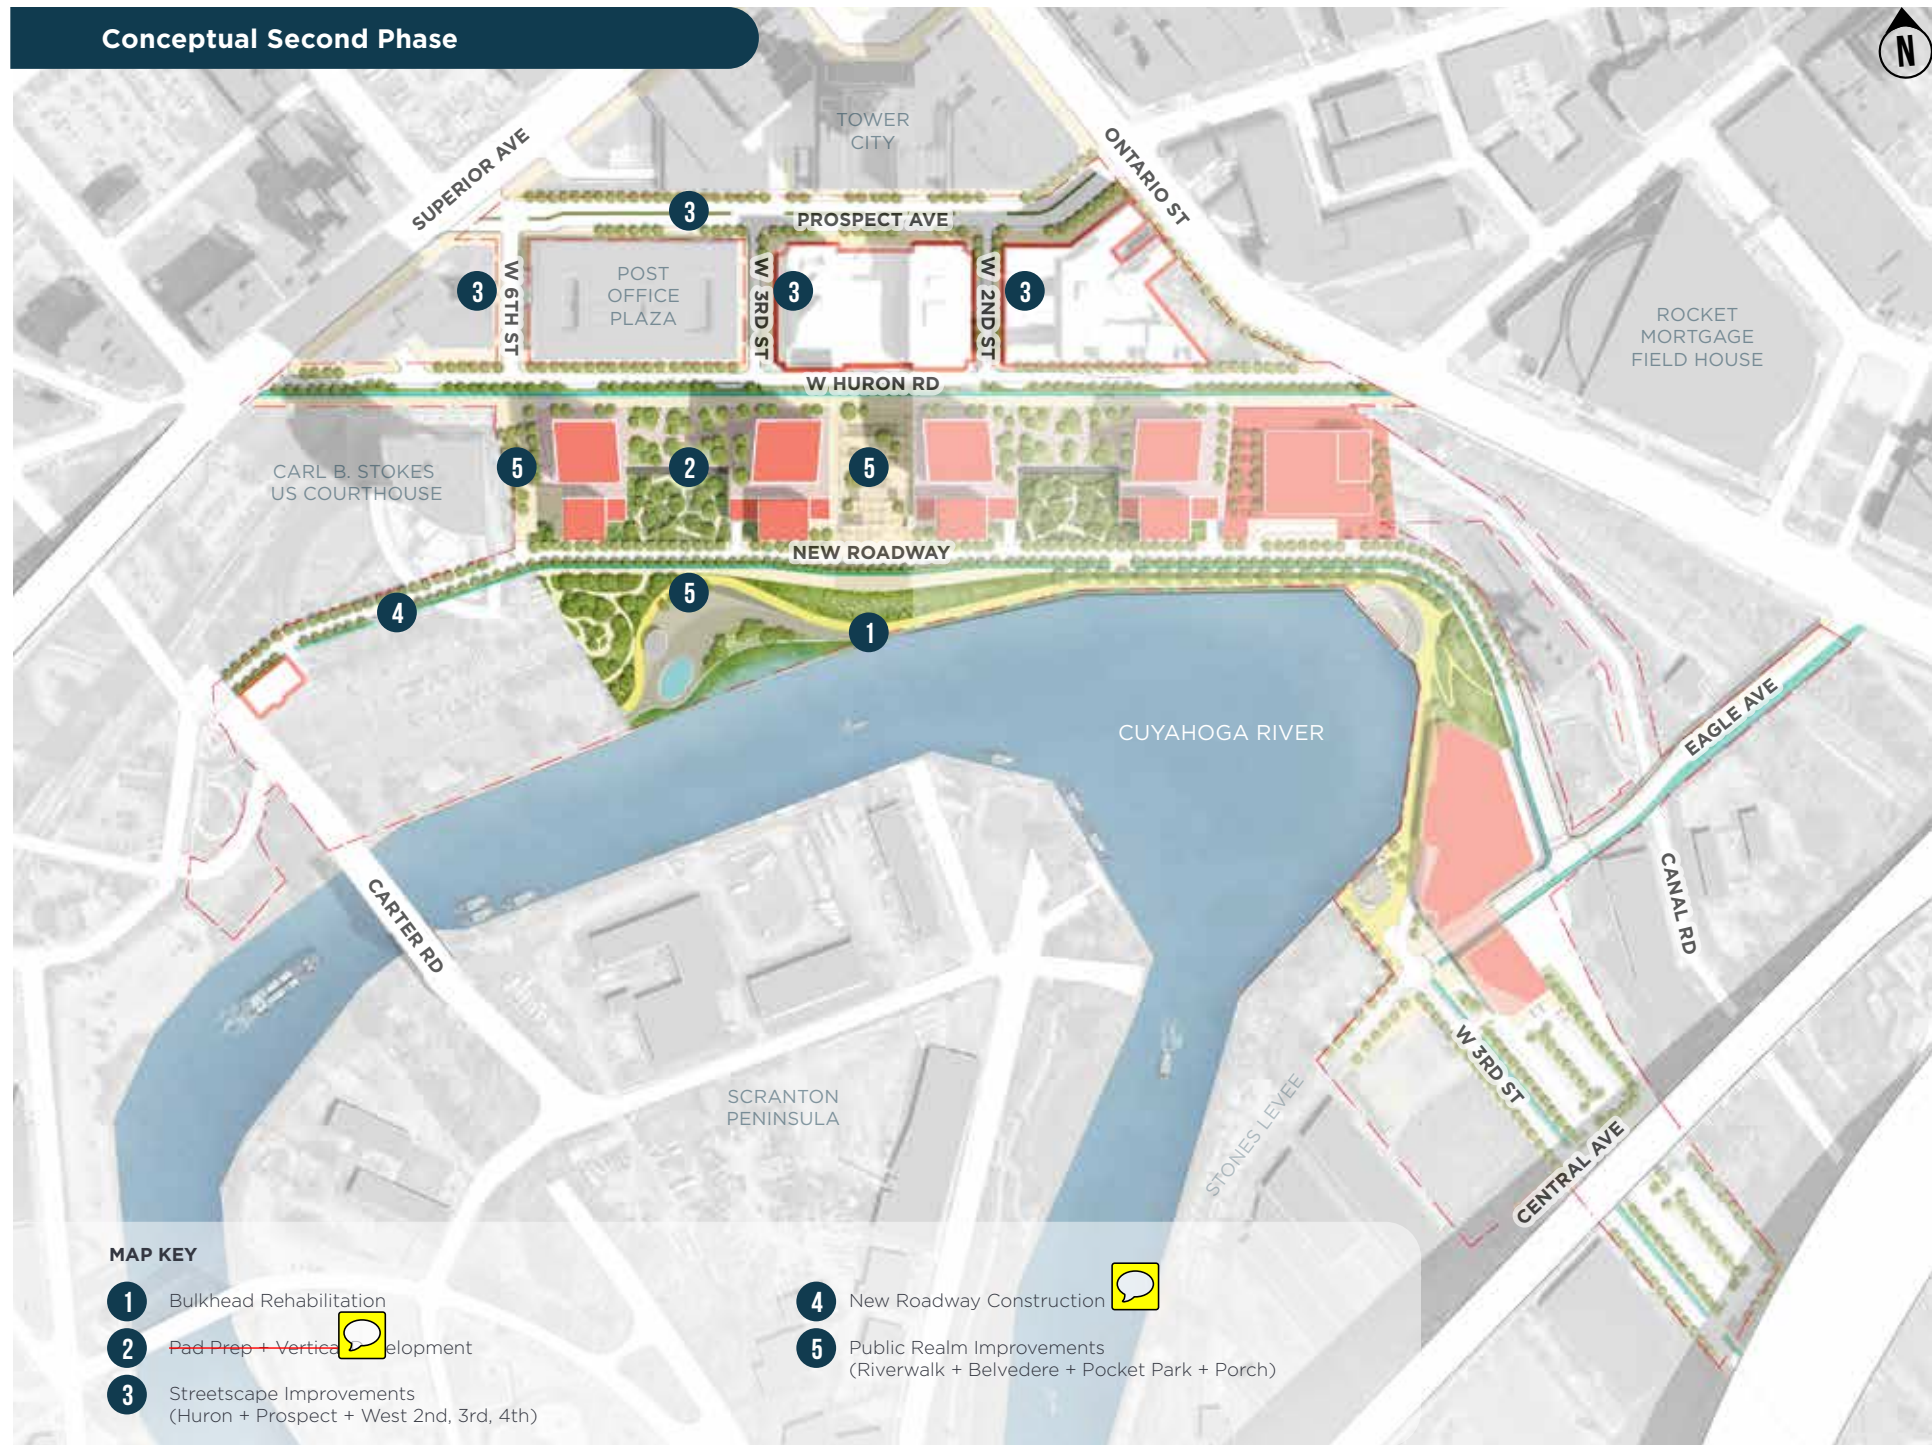 Conceptual Second Phase
N
TOWER
CITY
SUPERIOR AVE
ONTARIO ST
3
PROSPECT AVE
3
W 6TH ST
POST
OFFICE
PLAZA
W 3RD ST
3
W 2ND ST
3
ROCKET
MORTGAGE
FIELD HOUSE
W HURON RD
CARL B. STOKES
US COURTHOUSE
5
2
5
NEW ROADWAY
4
5
1
CUYAHOGA RIVER
EAGLE AVE
CARTER RD
CANAL RD
W 3RD ST
SCRANTON
PENINSULA
STONES LEVEE
CENTRAL AVE
MAP KEY
1 Bulkhead Rehabilitation
2 Pad Prep + Vertica elopment
3 Streetscape Improvements
(Huron + Prospect + West 2nd, 3rd, 4th)
4 New Roadway Construction
5 Public Realm Improvements
(Riverwalk + Belvedere + Pocket Park + Porch)